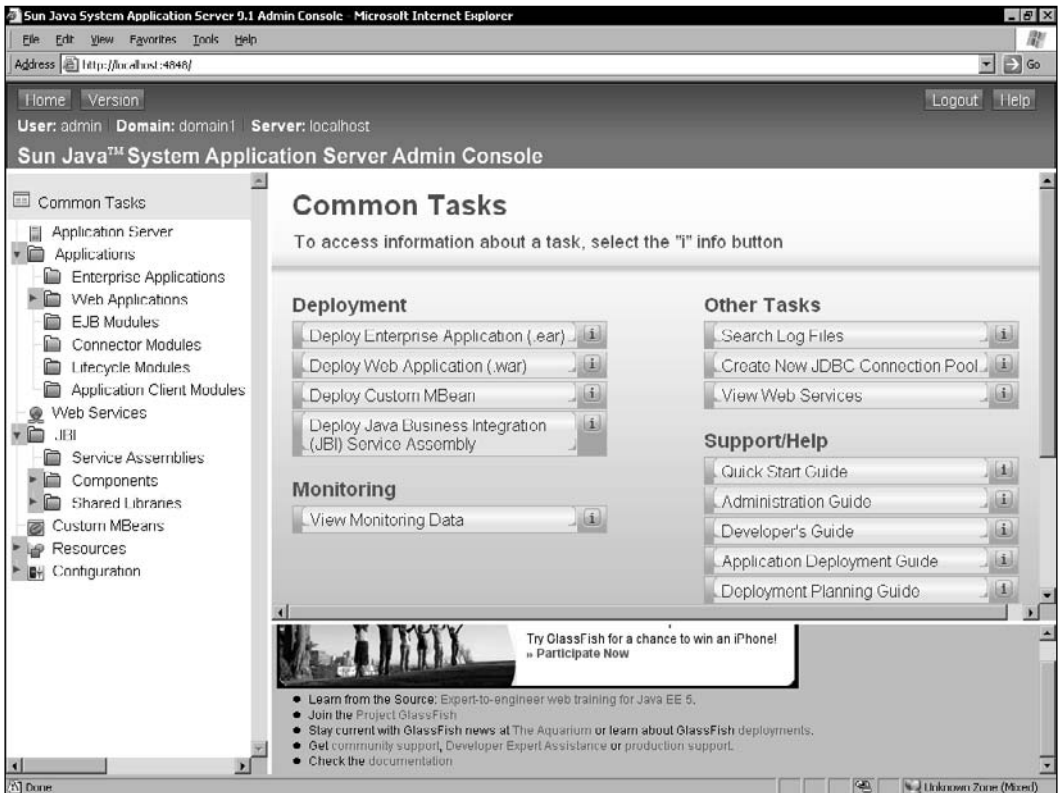 Sun Java System Application Server 9.1 Admin Console - Microsoft Internet Explorer
File Edit View Favorites Tools Help
Address http://localhost:4848/ Go
Home Version Logout Help
User: admin Domain: domain1 Server: localhost
Sun Java™ System Application Server Admin Console
Common Tasks
Application Server
Applications
Enterprise Applications
Web Applications
EJB Modules
Connector Modules
Lifecycle Modules
Application Client Modules
Web Services
JBI
Service Assemblies
Components
Shared Libraries
Custom MBeans
Resources
Configuration
Common Tasks
To access information about a task, select the "i" info button
Deployment
Deploy Enterprise Application (.ear) i
Deploy Web Application (.war) i
Deploy Custom MBean i
Deploy Java Business Integration i
(JBI) Service Assembly
Monitoring
View Monitoring Data i
Other Tasks
Search Log Files i
Create New JDBC Connection Pool i
View Web Services i
Support/Help
Quick Start Guide i
Administration Guide i
Developer's Guide i
Application Deployment Guide i
Deployment Planning Guide i
Try GlassFish for a chance to win an iPhone!
» Participate Now
• Learn from the Source: Expert-to-engineer web training for Java EE 5.
• Join the Project GlassFish
• Stay current with GlassFish news at The Aquarium or learn about GlassFish deployments.
• Get community support, Developer Expert Assistance or production support.
• Check the documentation
Done Unknown Zone (Mixed)